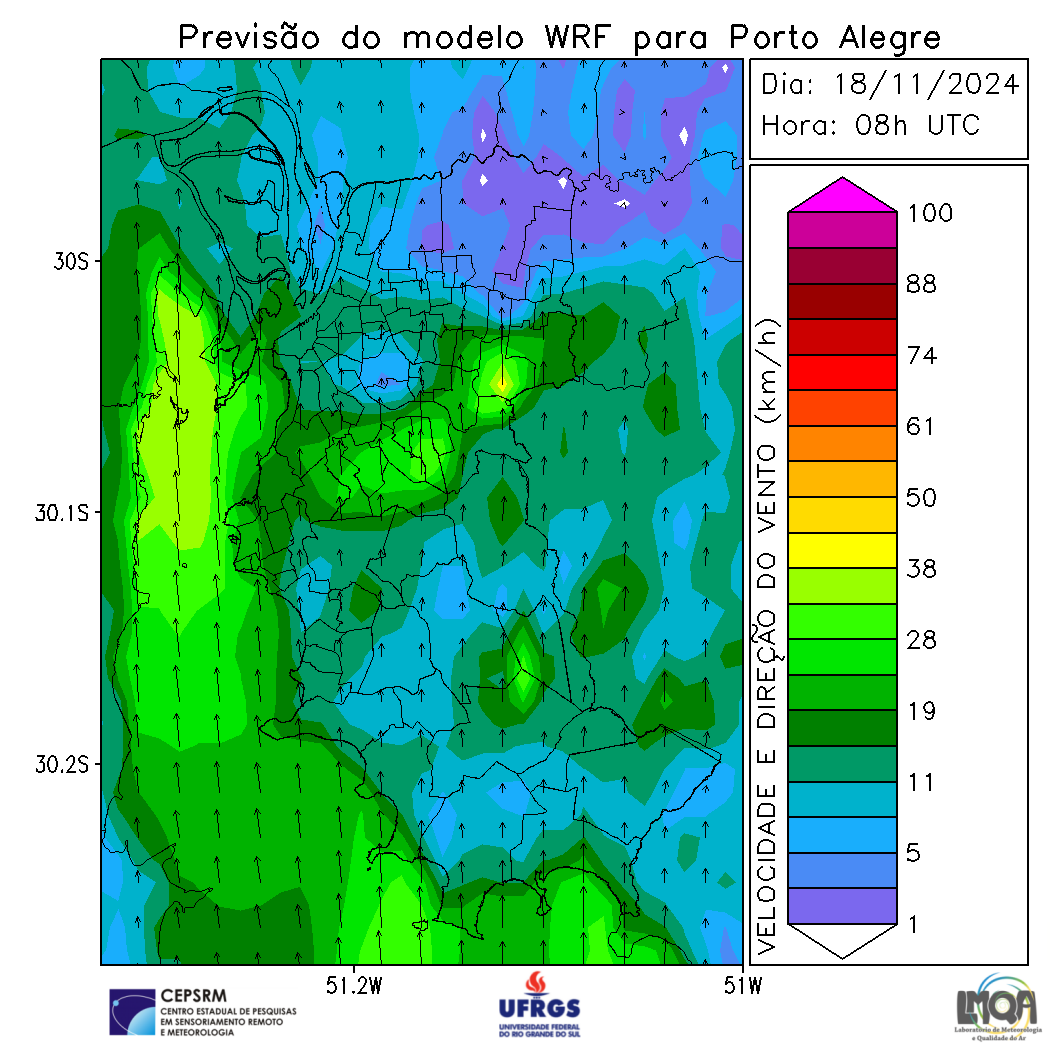 Previsão do modelo WRF para Porto Alegre
Dia: 18/11/2024
Hora: 08h UTC
30S
30.1S
30.2S
51.2W
51W
VELOCIDADE E DIREÇÃO DO VENTO (km/h)
100
88
74
61
50
38
28
19
11
5
1
CEPSRM
CENTRO ESTADUAL DE PESQUISAS
EM SENSORIAMENTO REMOTO
E METEOROLOGIA
UFRGS
UNIVERSIDADE FEDERAL
DO RIO GRANDE DO SUL
LMQA
Laboratório de Meteorologia
e Qualidade do Ar